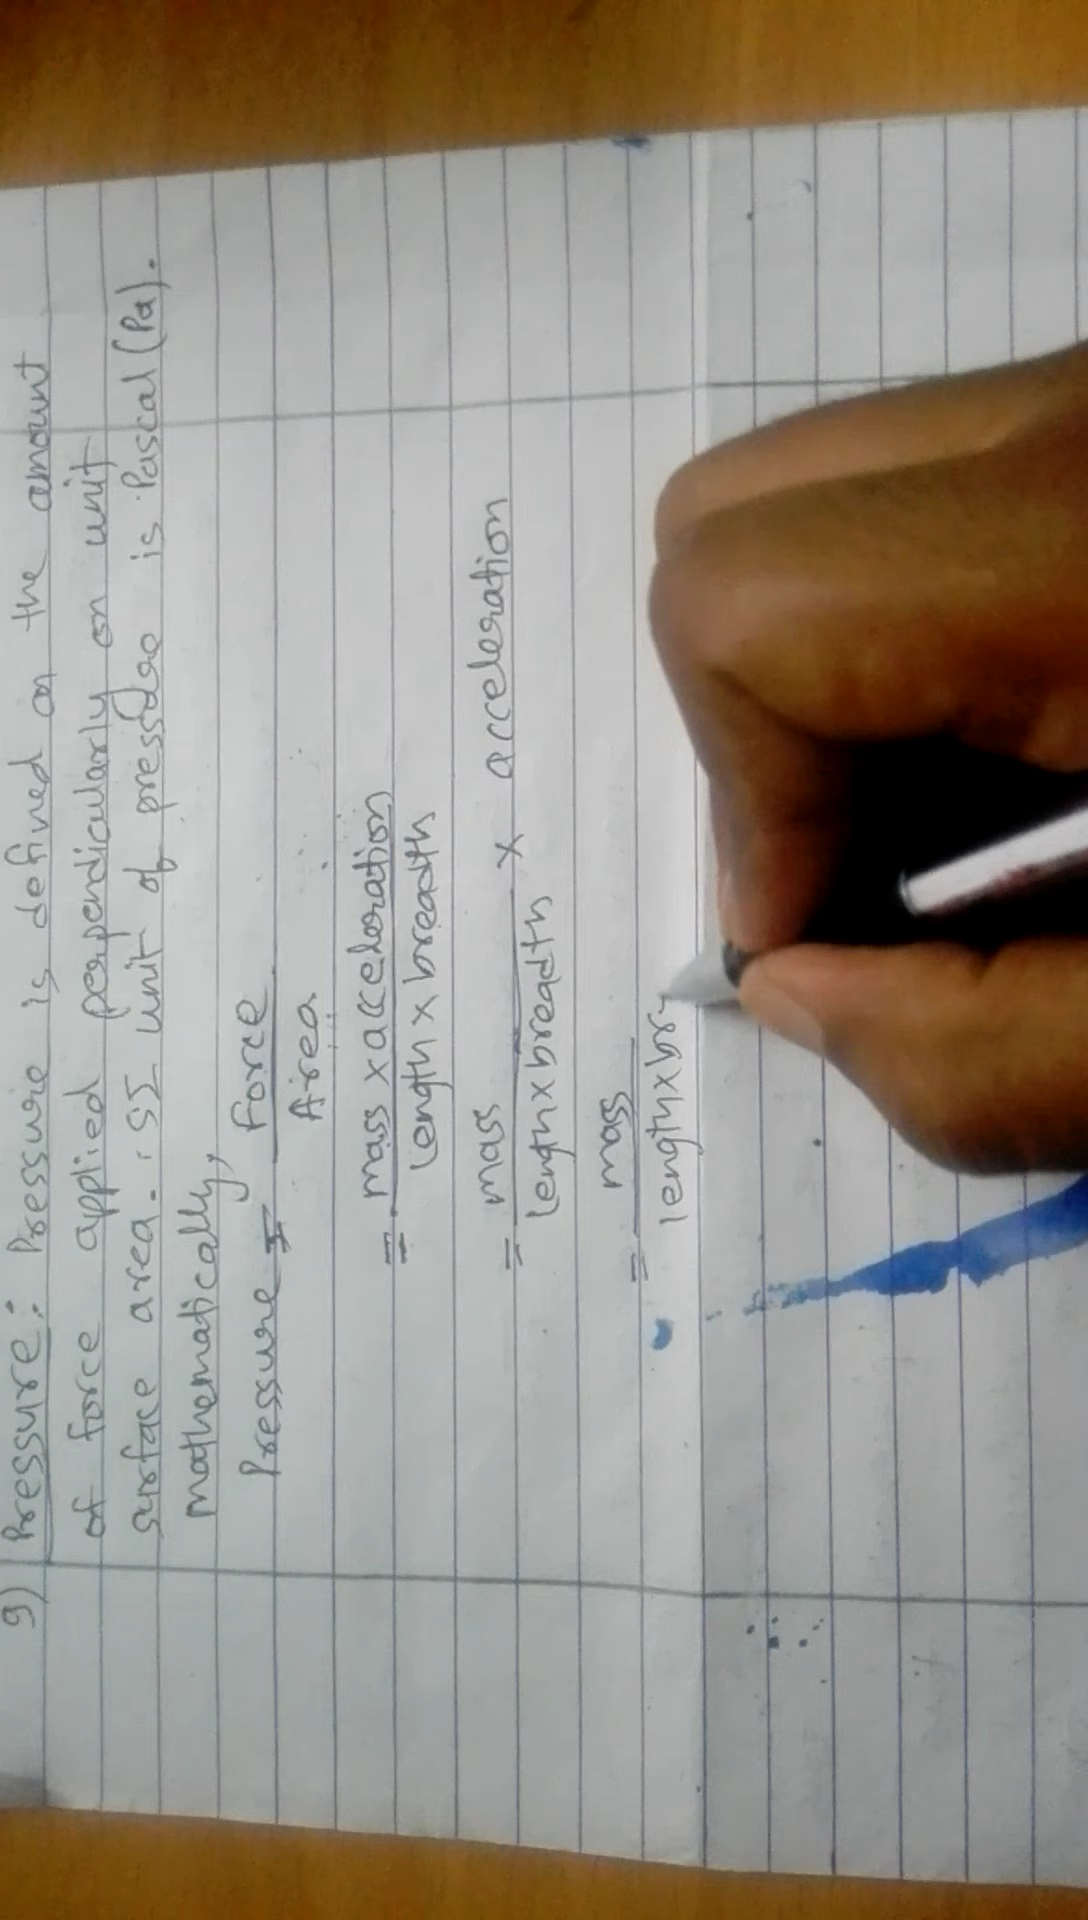 9) Pressure: Pressure is defined as the amount
of force applied perpendicularly on unit
surface area. SI unit of pressure is Pascal (Pa).
Mathematically,
Pressure = Force
Area
= mass x acceleration
length x breadth
= mass x acceleration
length x breadth
= mass
length x br